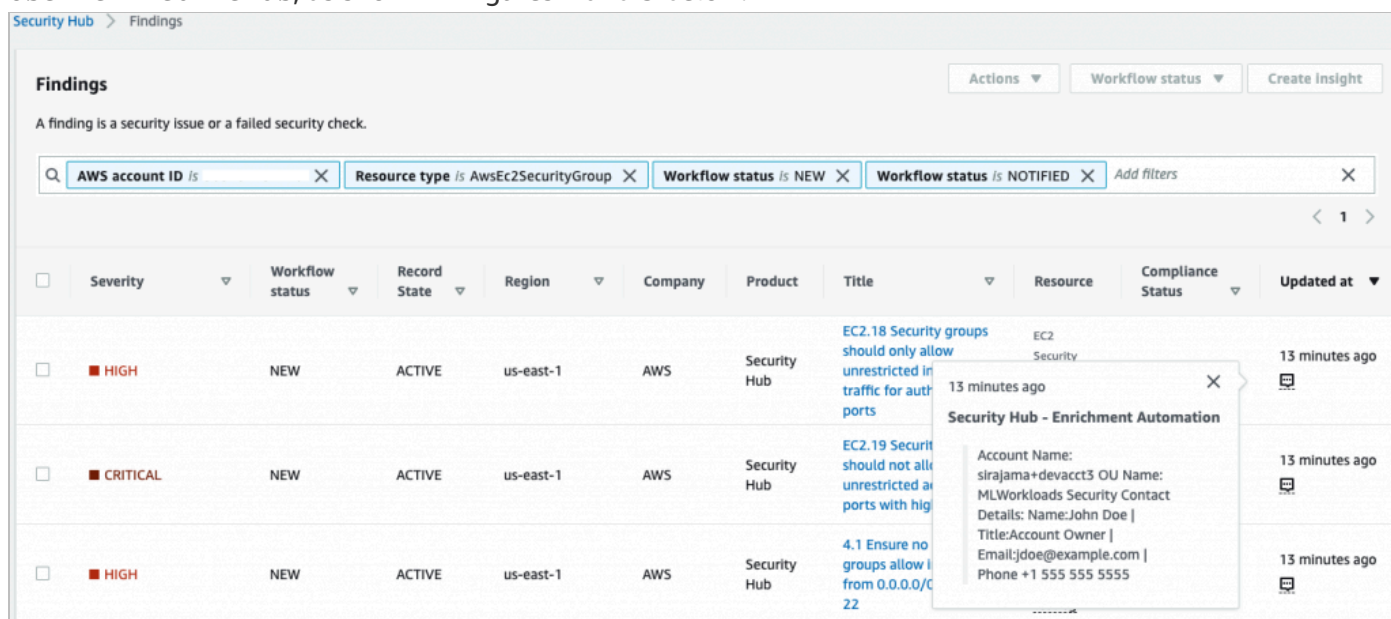 Security Hub > Findings
Findings
Actions ▼
Workflow status ▼
Create insight
A finding is a security issue or a failed security check.
AWS account ID is
Resource type is AwsEc2SecurityGroup
Workflow status is NEW
Workflow status is NOTIFIED
Add filters
< 1 >
Severity
Workflow
status
Record
State
Region
Company
Product
Title
Resource
Compliance
Status
Updated at ▼
HIGH
NEW
ACTIVE
us-east-1
AWS
Security
Hub
EC2.18 Security groups
should only allow
unrestricted in
traffic for auth
ports
EC2
Security
13 minutes ago
CRITICAL
NEW
ACTIVE
us-east-1
AWS
Security
Hub
EC2.19 Securit
should not allo
unrestricted a
ports with hig
13 minutes ago
HIGH
NEW
ACTIVE
us-east-1
AWS
Security
Hub
4.1 Ensure no
groups allow i
from 0.0.0.0/0
22
13 minutes ago
13 minutes ago
Security Hub - Enrichment Automation
Account Name:
sirajama+devacct3 OU Name:
MLWorkloads Security Contact
Details: Name:John Doe |
Title:Account Owner |
Email:jdoe@example.com |
Phone +1 555 555 5555